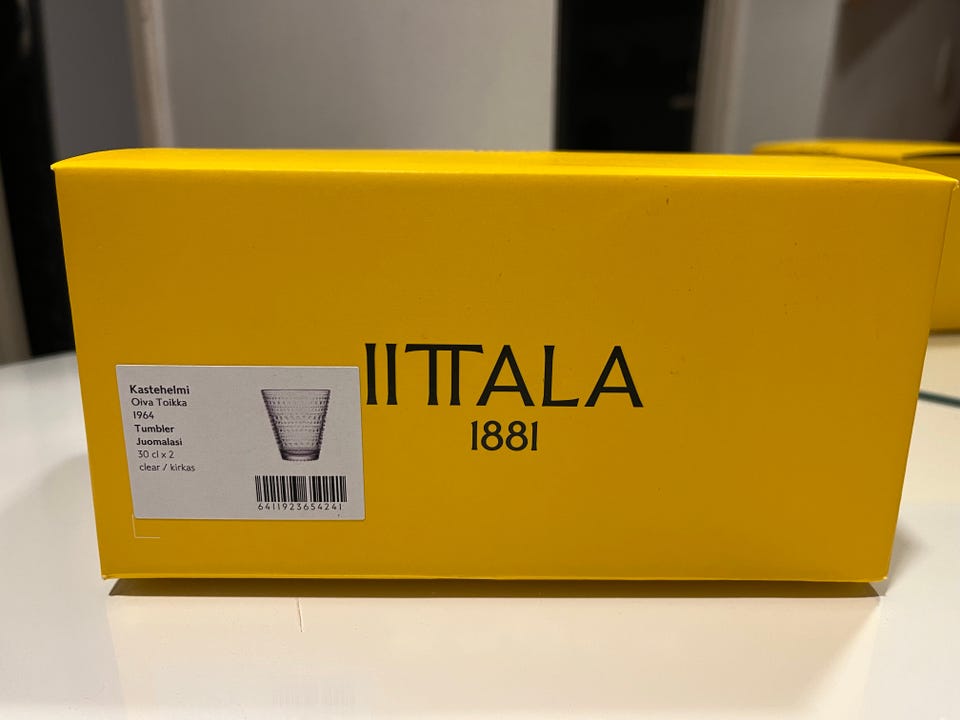 IITTALA
1881
Kastehelmi
Oiva Toikka
1964
Tumbler
Juomalasi
30 cl x 2
clear / kirkas
6411923654241